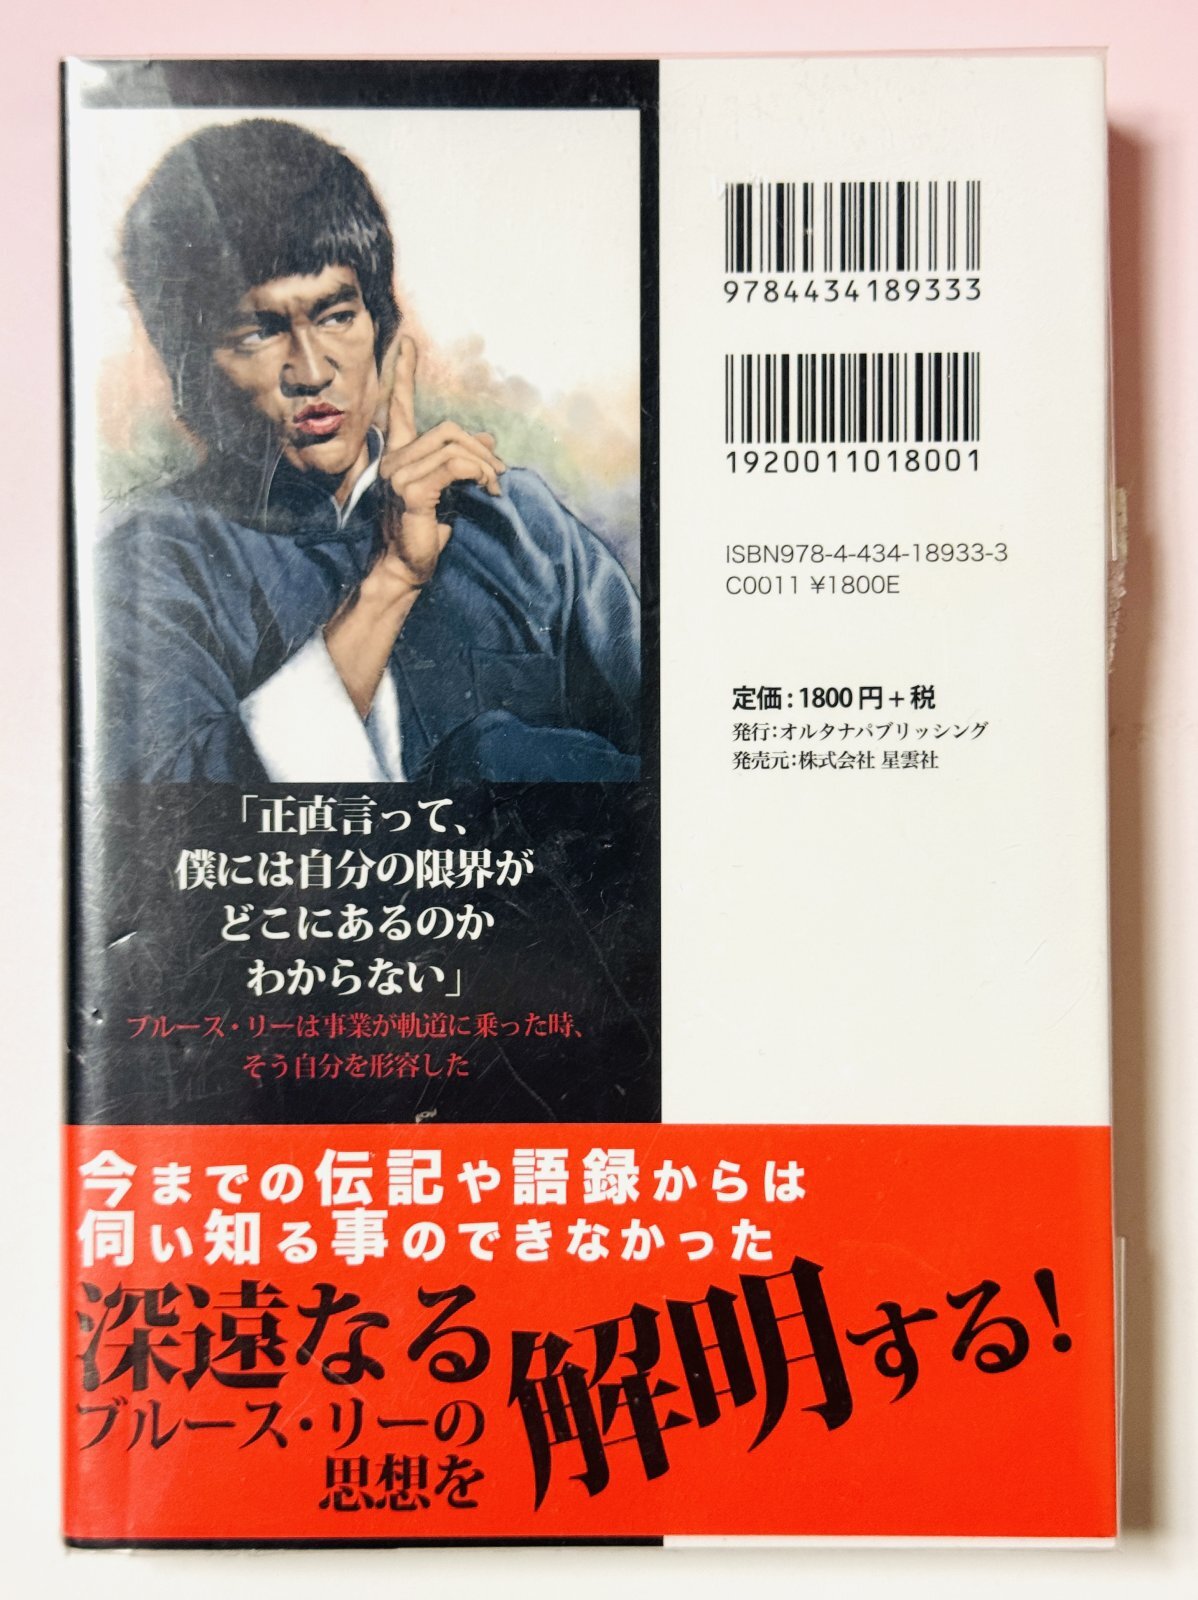 9784434189333
1920011018001
ISBN978-4-434-18933-3
C0011 ¥1800E
定価：1800円＋税
発行：オルタナパブリッシング
発売元：株式会社 星雲社
「正直言って、
僕には自分の限界が
どこにあるのか
わからない」
ブルース・リーは事業が軌道に乗った時、
そう自分を形容した
今までの伝記や語録からは
伺い知る事のできなかった
深遠なる
ブルース・リーの
思想を
解明する！